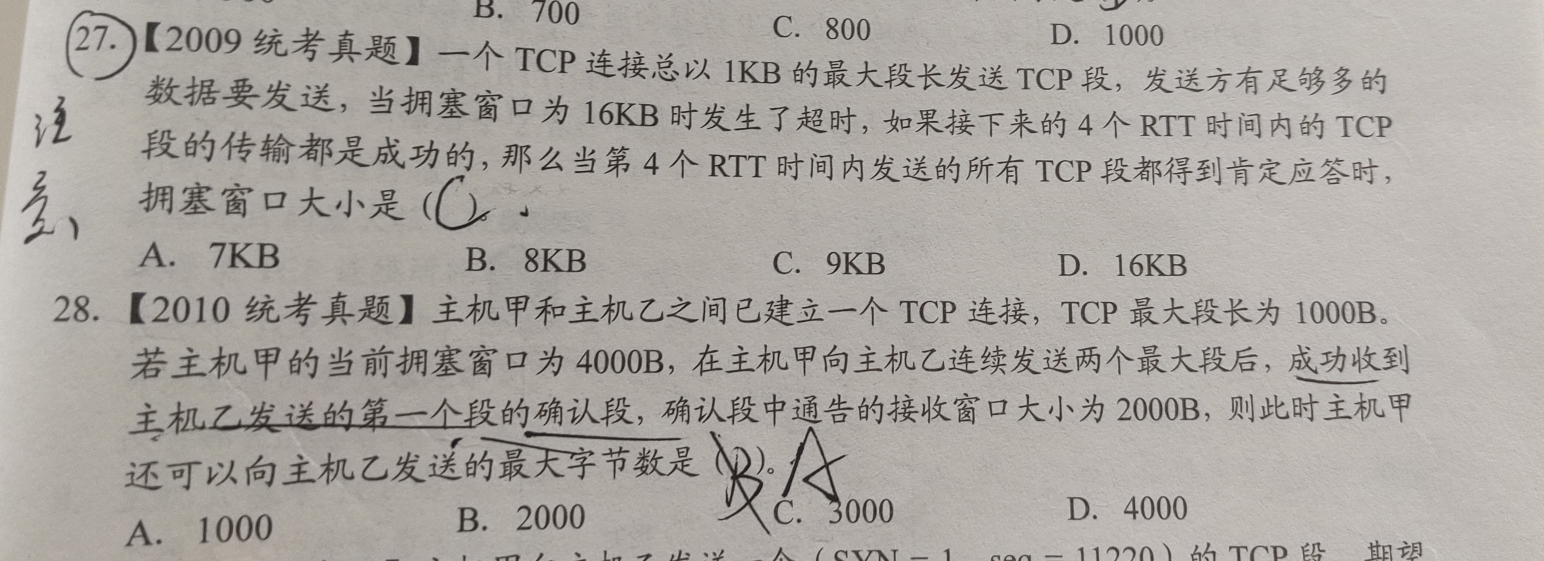 B. 700 C. 800 D. 1000
27.【2009 统考真题】一个 TCP 连接总以 1KB 的最大段长发送 TCP 段，发送方有足够多的
数据要发送，当拥塞窗口为 16KB 时发生了超时，如果接下来的 4 个 RTT 时间内的 TCP
段的传输都是成功的，那么当第 4 个 RTT 时间内发送的所有 TCP 段都得到肯定应答时，
拥塞窗口大小是（C）。
注
意
A. 7KB B. 8KB C. 9KB D. 16KB
28.【2010 统考真题】主机甲和主机乙之间已建立一个 TCP 连接，TCP 最大段长为 1000B。
若主机甲的当前拥塞窗口为 4000B，在主机甲向主机乙连续发送两个最大段后，成功收到
主机乙发送的第一个段的确认段，确认段中通告的接收窗口大小为 2000B，则此时主机甲
还可以向主机乙发送的最大字节数是（B）。A
A. 1000 B. 2000 C. 3000 D. 4000
（SYN = 1, seq = 11220）的 TCP 段，期望